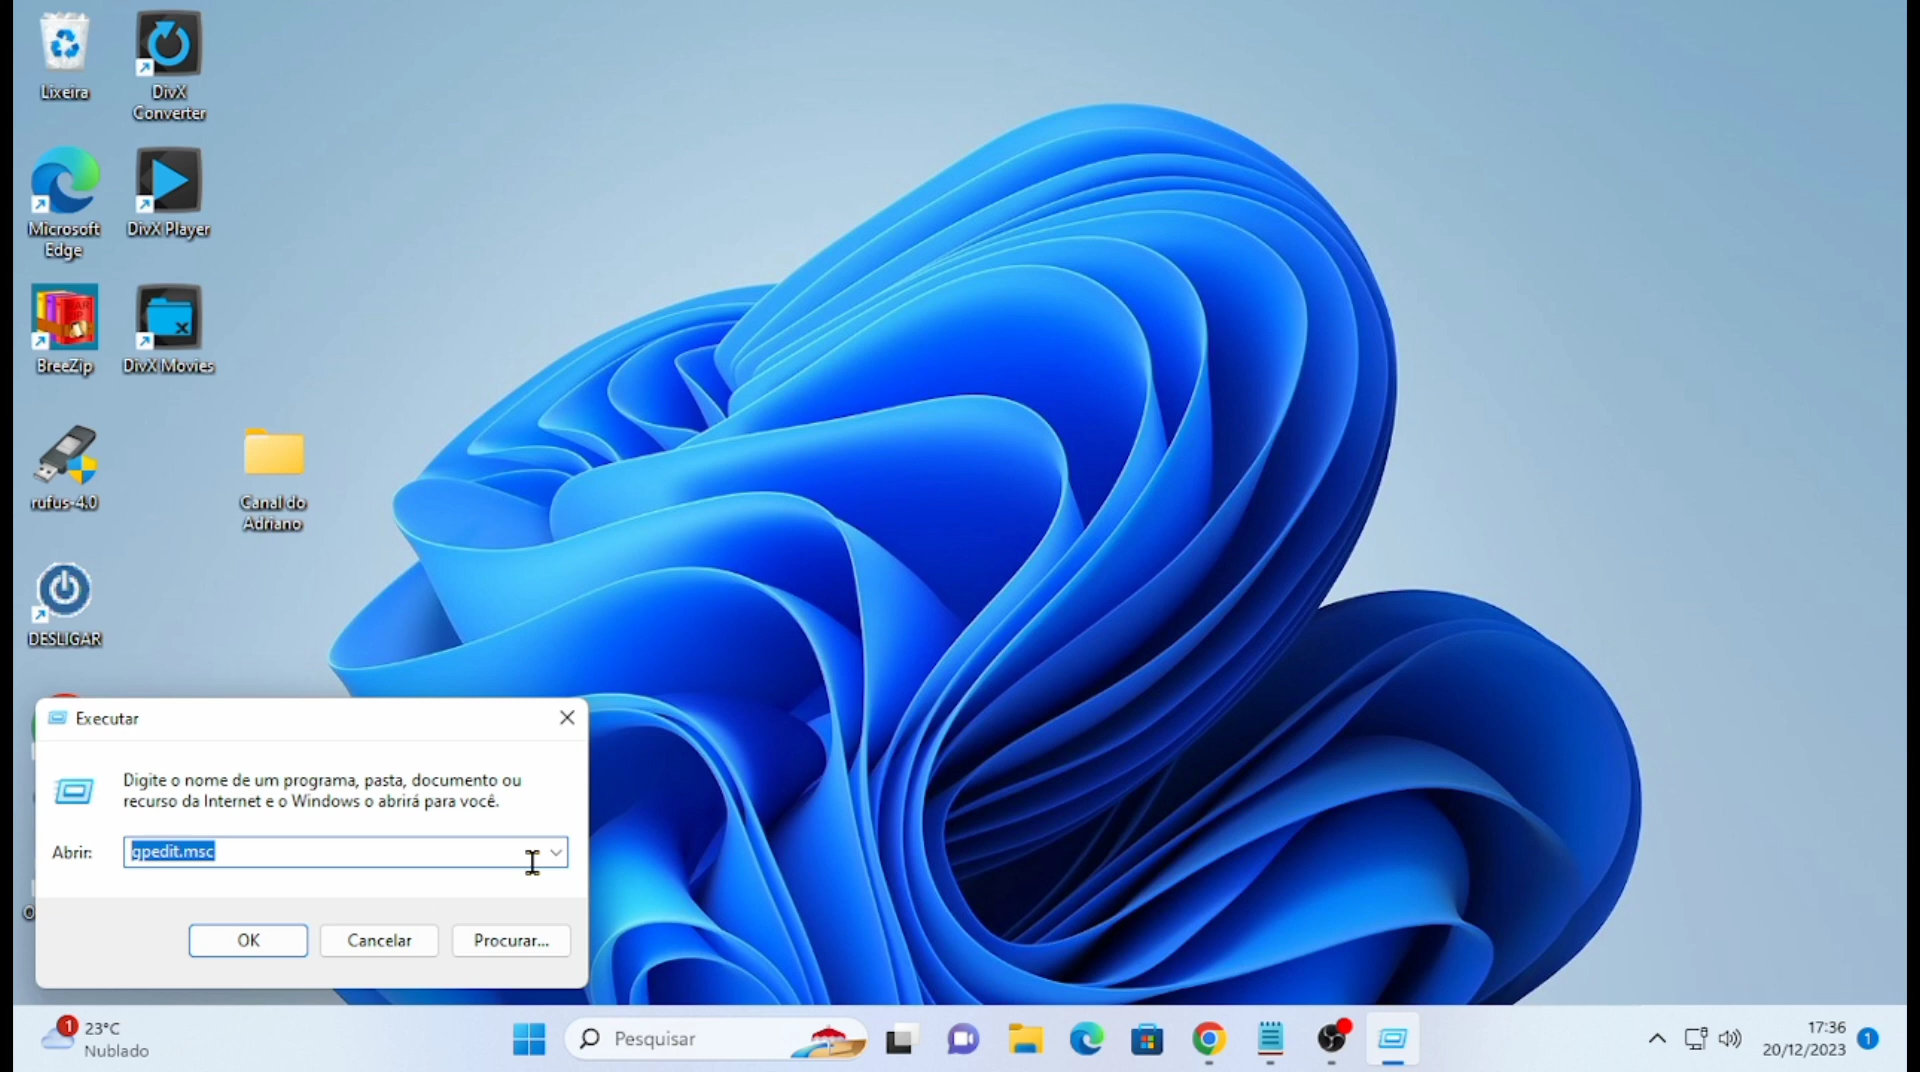 Lixeira
DivX
Converter
Microsoft
Edge
DivX Player
BreeZip
DivX Movies
rufus-4.0
Canal do
Adriano
DESLIGAR
Executar
Digite o nome de um programa, pasta, documento ou
recurso da Internet e o Windows o abrirá para você.
Abrir:
gpedit.msc
OK
Cancelar
Procurar...
1
23°C
Nublado
Pesquisar
17:36
20/12/2023
1